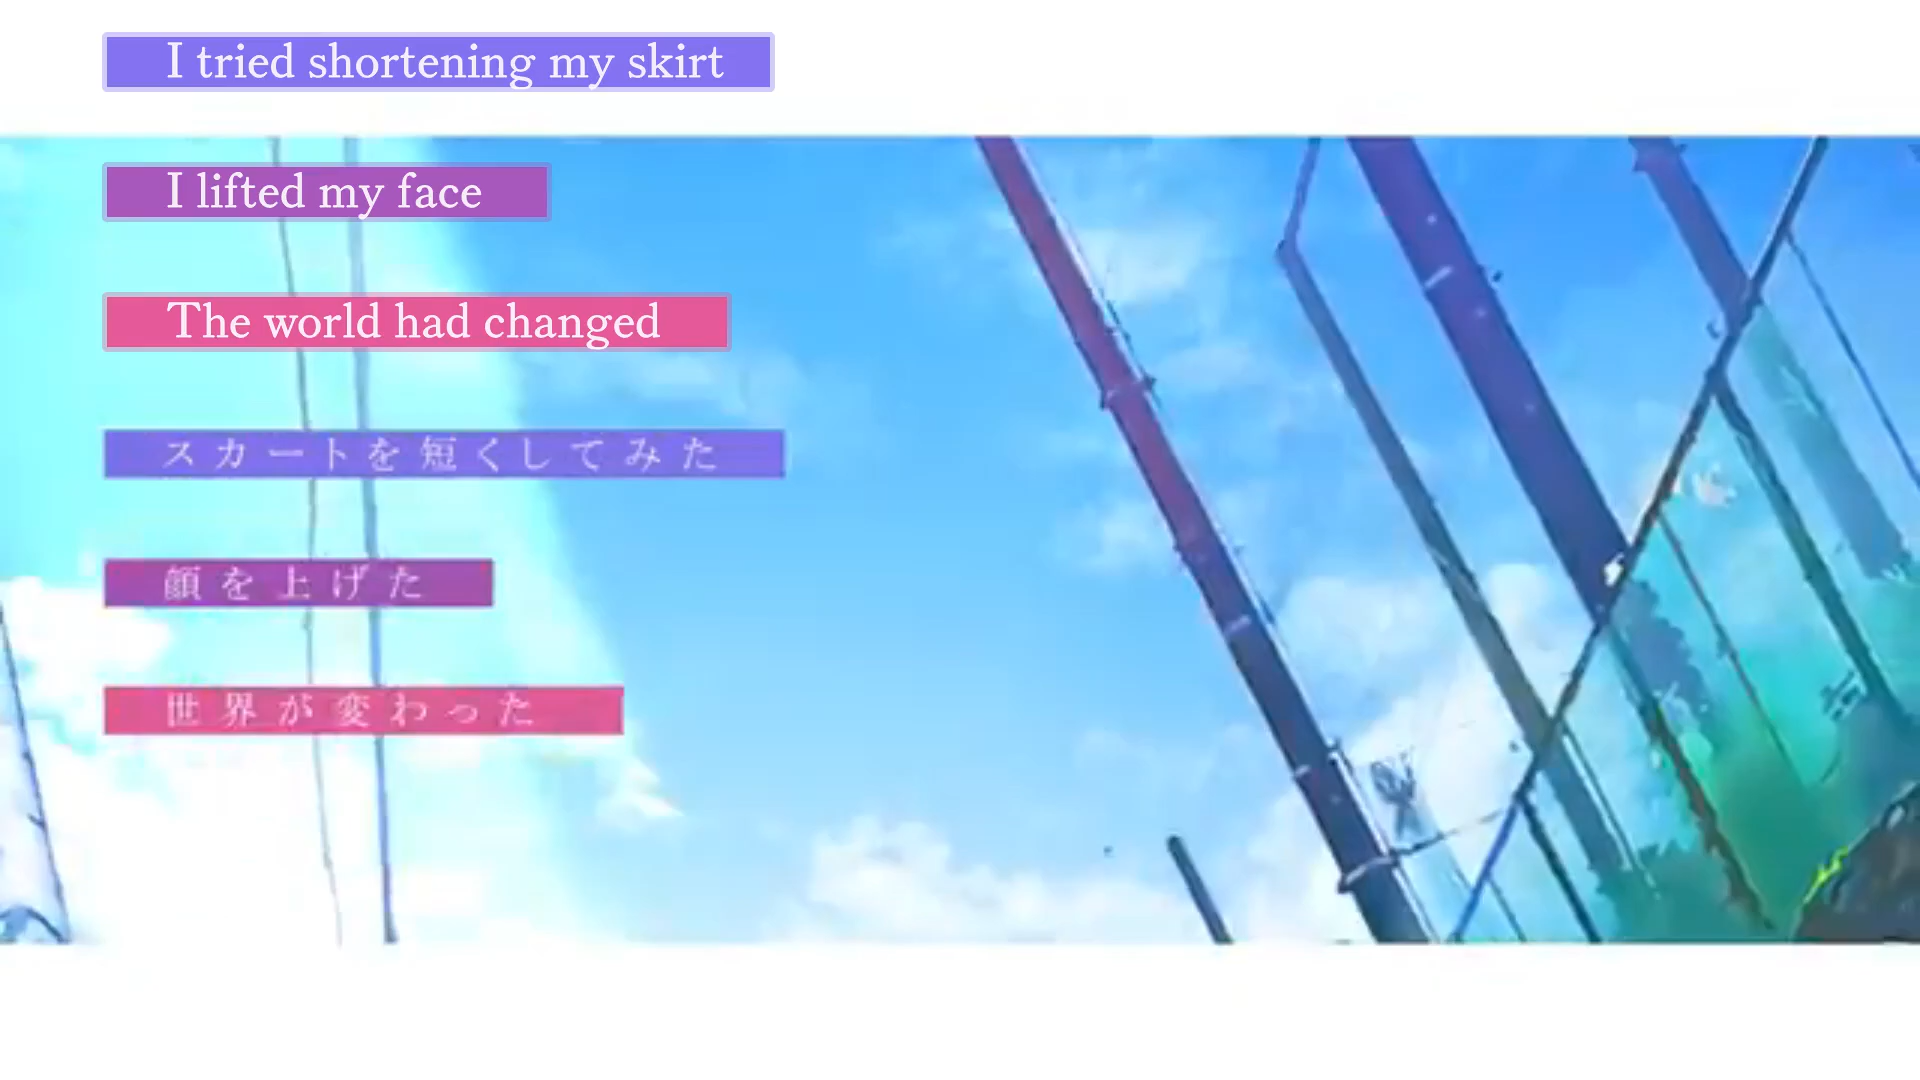 I tried shortening my skirt
I lifted my face
The world had changed
スカートを短くしてみた
顔を上げた
世界が変わった